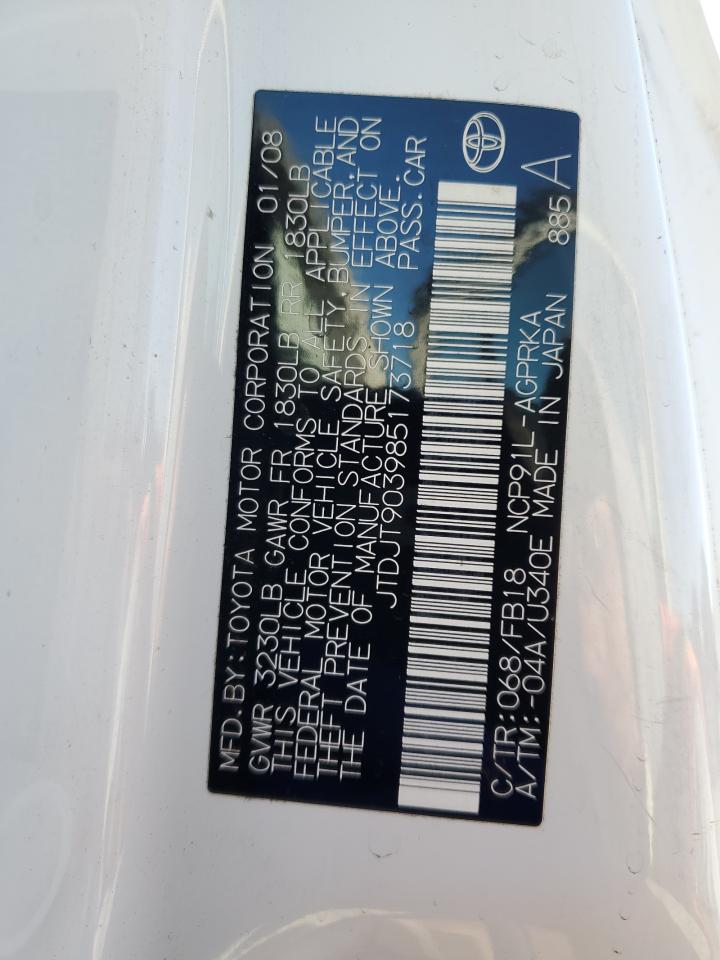 MFD.BY:TOYOTA MOTOR CORPORATION 01/08
GVWR 3230LB GAWR FR 1830LB RR 1830LB
THIS VEHICLE CONFORMS TO ALL APPLICABLE
FEDERAL MOTOR VEHICLE SAFETY,BUMPER,AND
THEFT PREVENTION STANDARDS IN EFFECT ON
THE DATE OF MANUFACTURE SHOWN ABOVE.
JTDJT903985173718 PASS.CAR
C/TR:068/FB18 NCP91L-AGPRKA 885A
A/TM:-04A/U340E MADE IN JAPAN